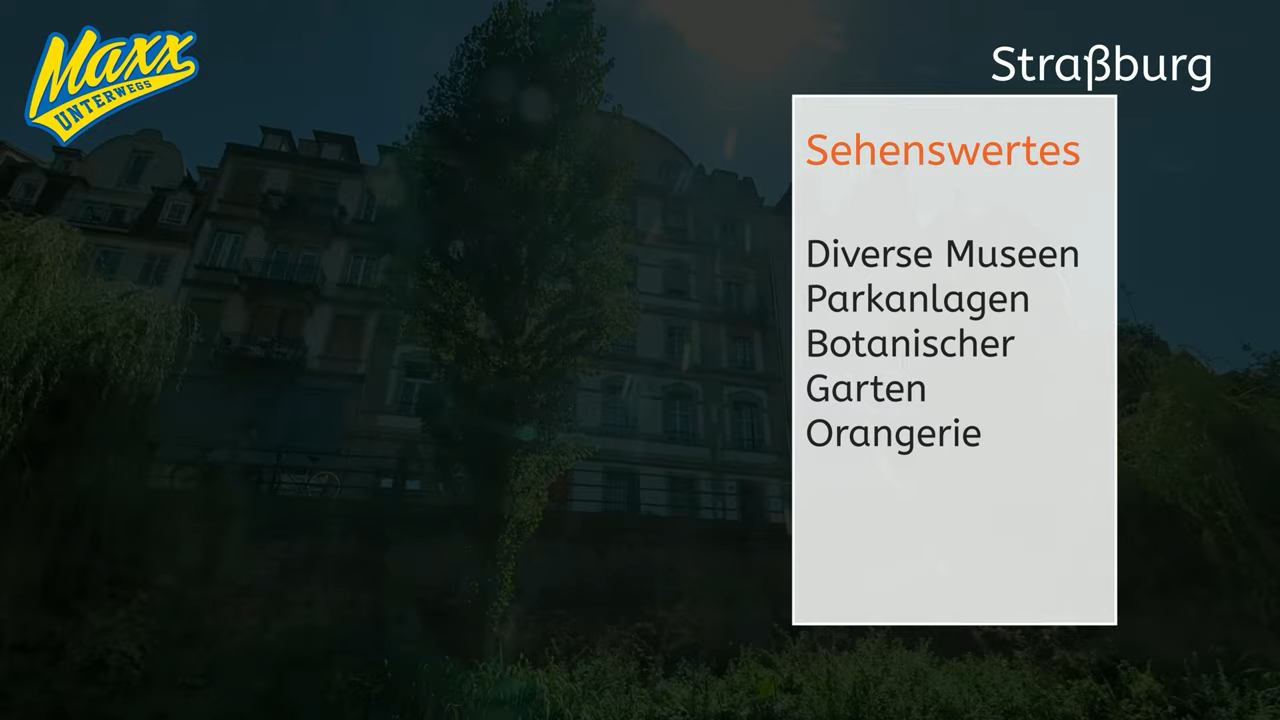 Maxx
UNTERWEGS
Straßburg
Sehenswertes
Diverse Museen
Parkanlagen
Botanischer
Garten
Orangerie